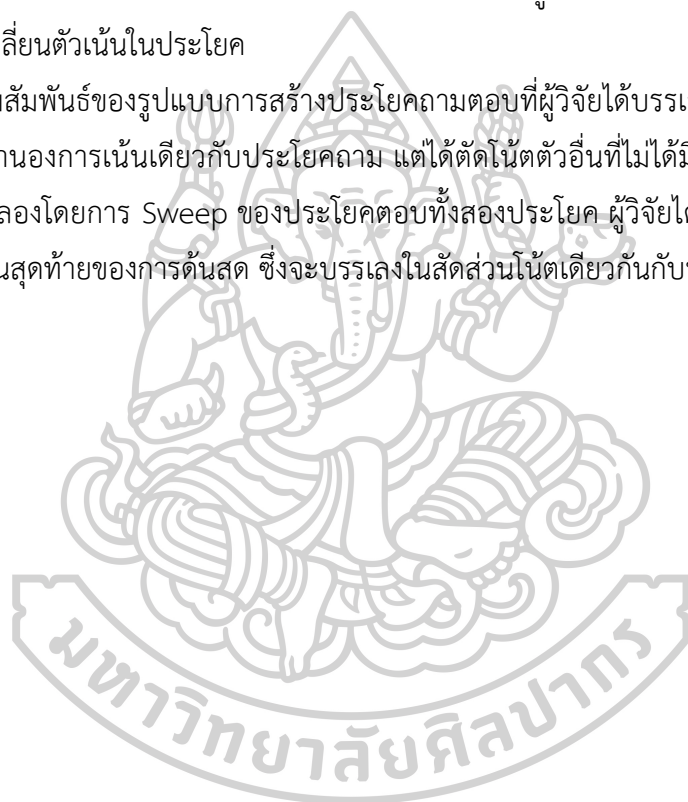 ลี่ยนตัวเน้นในประโยค
สัมพันธ์ของรูปแบบการสร้างประโยคถามตอบที่ผู้วิจัยได้บรรเ
านองการเน้นเดียวกับประโยคถาม แต่ได้ตัดโน้ตตัวอื่นที่ไม่ได้มี
ลองโดยการ Sweep ของประโยคตอบทั้งสองประโยค ผู้วิจัยได้
นสุดท้ายของการด้นสด ซึ่งจะบรรเลงในสัดส่วนโน้ตเดียวกันกับ
มหาวิทยาลัยศิลปากร